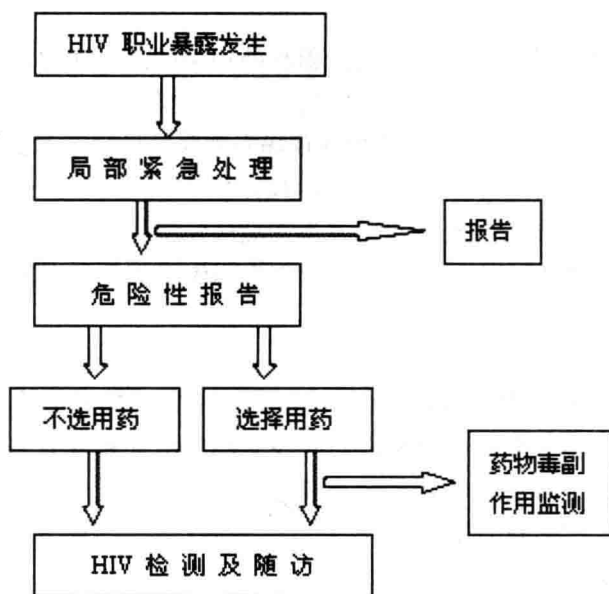 HIV 职业暴露发生
局部紧急处理
报告
危险性报告
不选用药
选择用药
药物毒副
作用监测
HIV 检测及随访